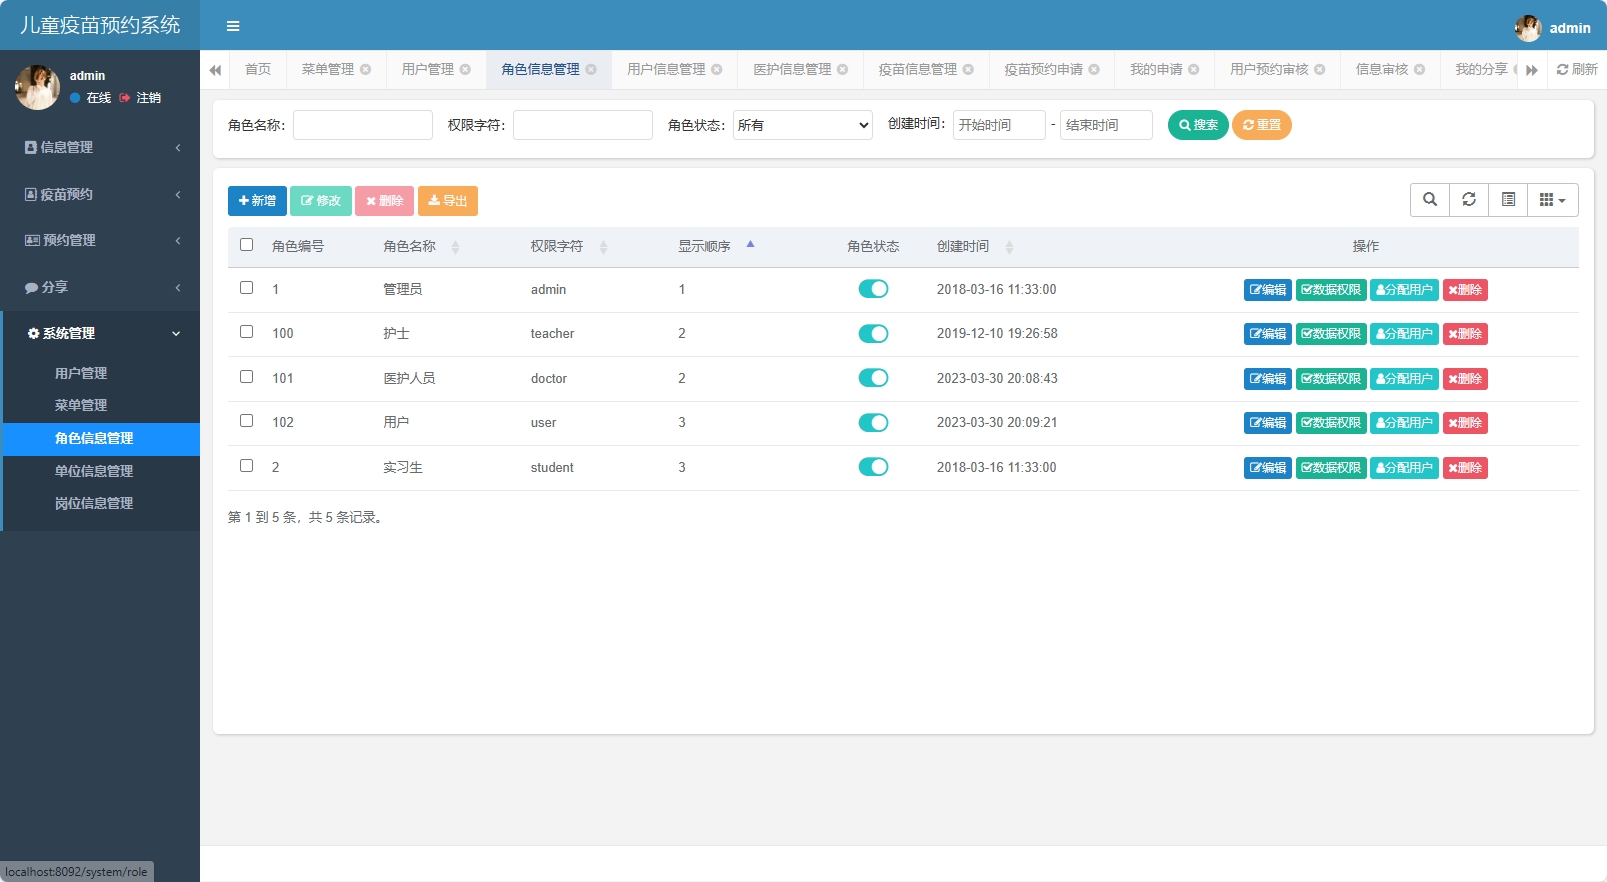 儿童疫苗预约系统
admin
admin
在线 注销
信息管理
疫苗预约
预约管理
分享
系统管理
用户管理
菜单管理
角色信息管理
单位信息管理
岗位信息管理
首页 菜单管理 用户管理 角色信息管理 用户信息管理 医护信息管理 疫苗信息管理 疫苗预约申请 我的申请 用户预约审核 信息审核 我的分享 刷新
角色名称： 权限字符： 角色状态： 所有 创建时间： 开始时间 - 结束时间 搜索 重置
新增 修改 删除 导出
角色编号 角色名称 权限字符 显示顺序 角色状态 创建时间 操作
1 管理员 admin 1 2018-03-16 11:33:00 编辑 数据权限 分配用户 删除
100 护士 teacher 2 2019-12-10 19:26:58 编辑 数据权限 分配用户 删除
101 医护人员 doctor 2 2023-03-30 20:08:43 编辑 数据权限 分配用户 删除
102 用户 user 3 2023-03-30 20:09:21 编辑 数据权限 分配用户 删除
2 实习生 student 3 2018-03-16 11:33:00 编辑 数据权限 分配用户 删除
第 1 到 5 条，共 5 条记录。
localhost:8092/system/role